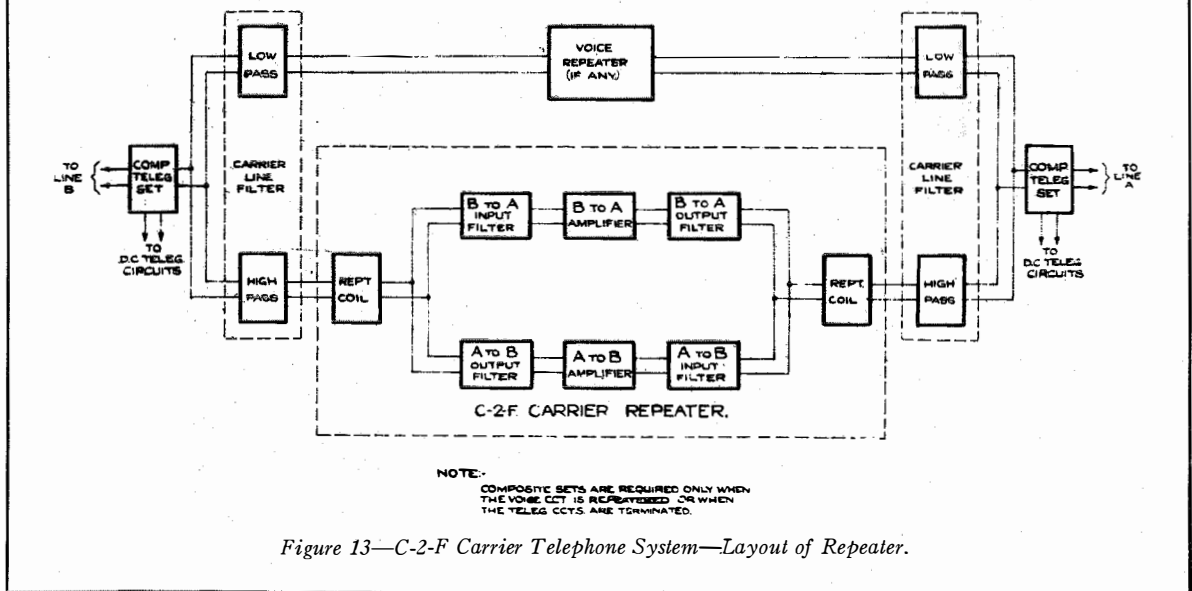 LOW
PASS
VOICE
REPEATER
(IF ANY)
LOW
PASS
TO
LINE
B
COMP.
TELEG
SET
CARRIER
LINE
FILTER
CARRIER
LINE
FILTER
COMP.
TELEG
SET
TO
LINE
A
TO
D.C TELEG
CIRCUITS
TO
D.C TELEG
CIRCUITS
B TO A
INPUT
FILTER
B TO A
AMPLIFIER
B TO A
OUTPUT
FILTER
HIGH
PASS
REPT
COIL
REPT.
COIL
HIGH
PASS
A TO B
OUTPUT
FILTER
A TO B
AMPLIFIER
A TO B
INPUT
FILTER
C-2-F. CARRIER REPEATER.
NOTE:-
COMPOSITE SETS ARE REQUIRED ONLY WHEN
THE VOICE CCT IS REPEATERED OR WHEN
THE TELEG CCTS. ARE TERMINATED.
Figure 13—C-2-F Carrier Telephone System—Layout of Repeater.